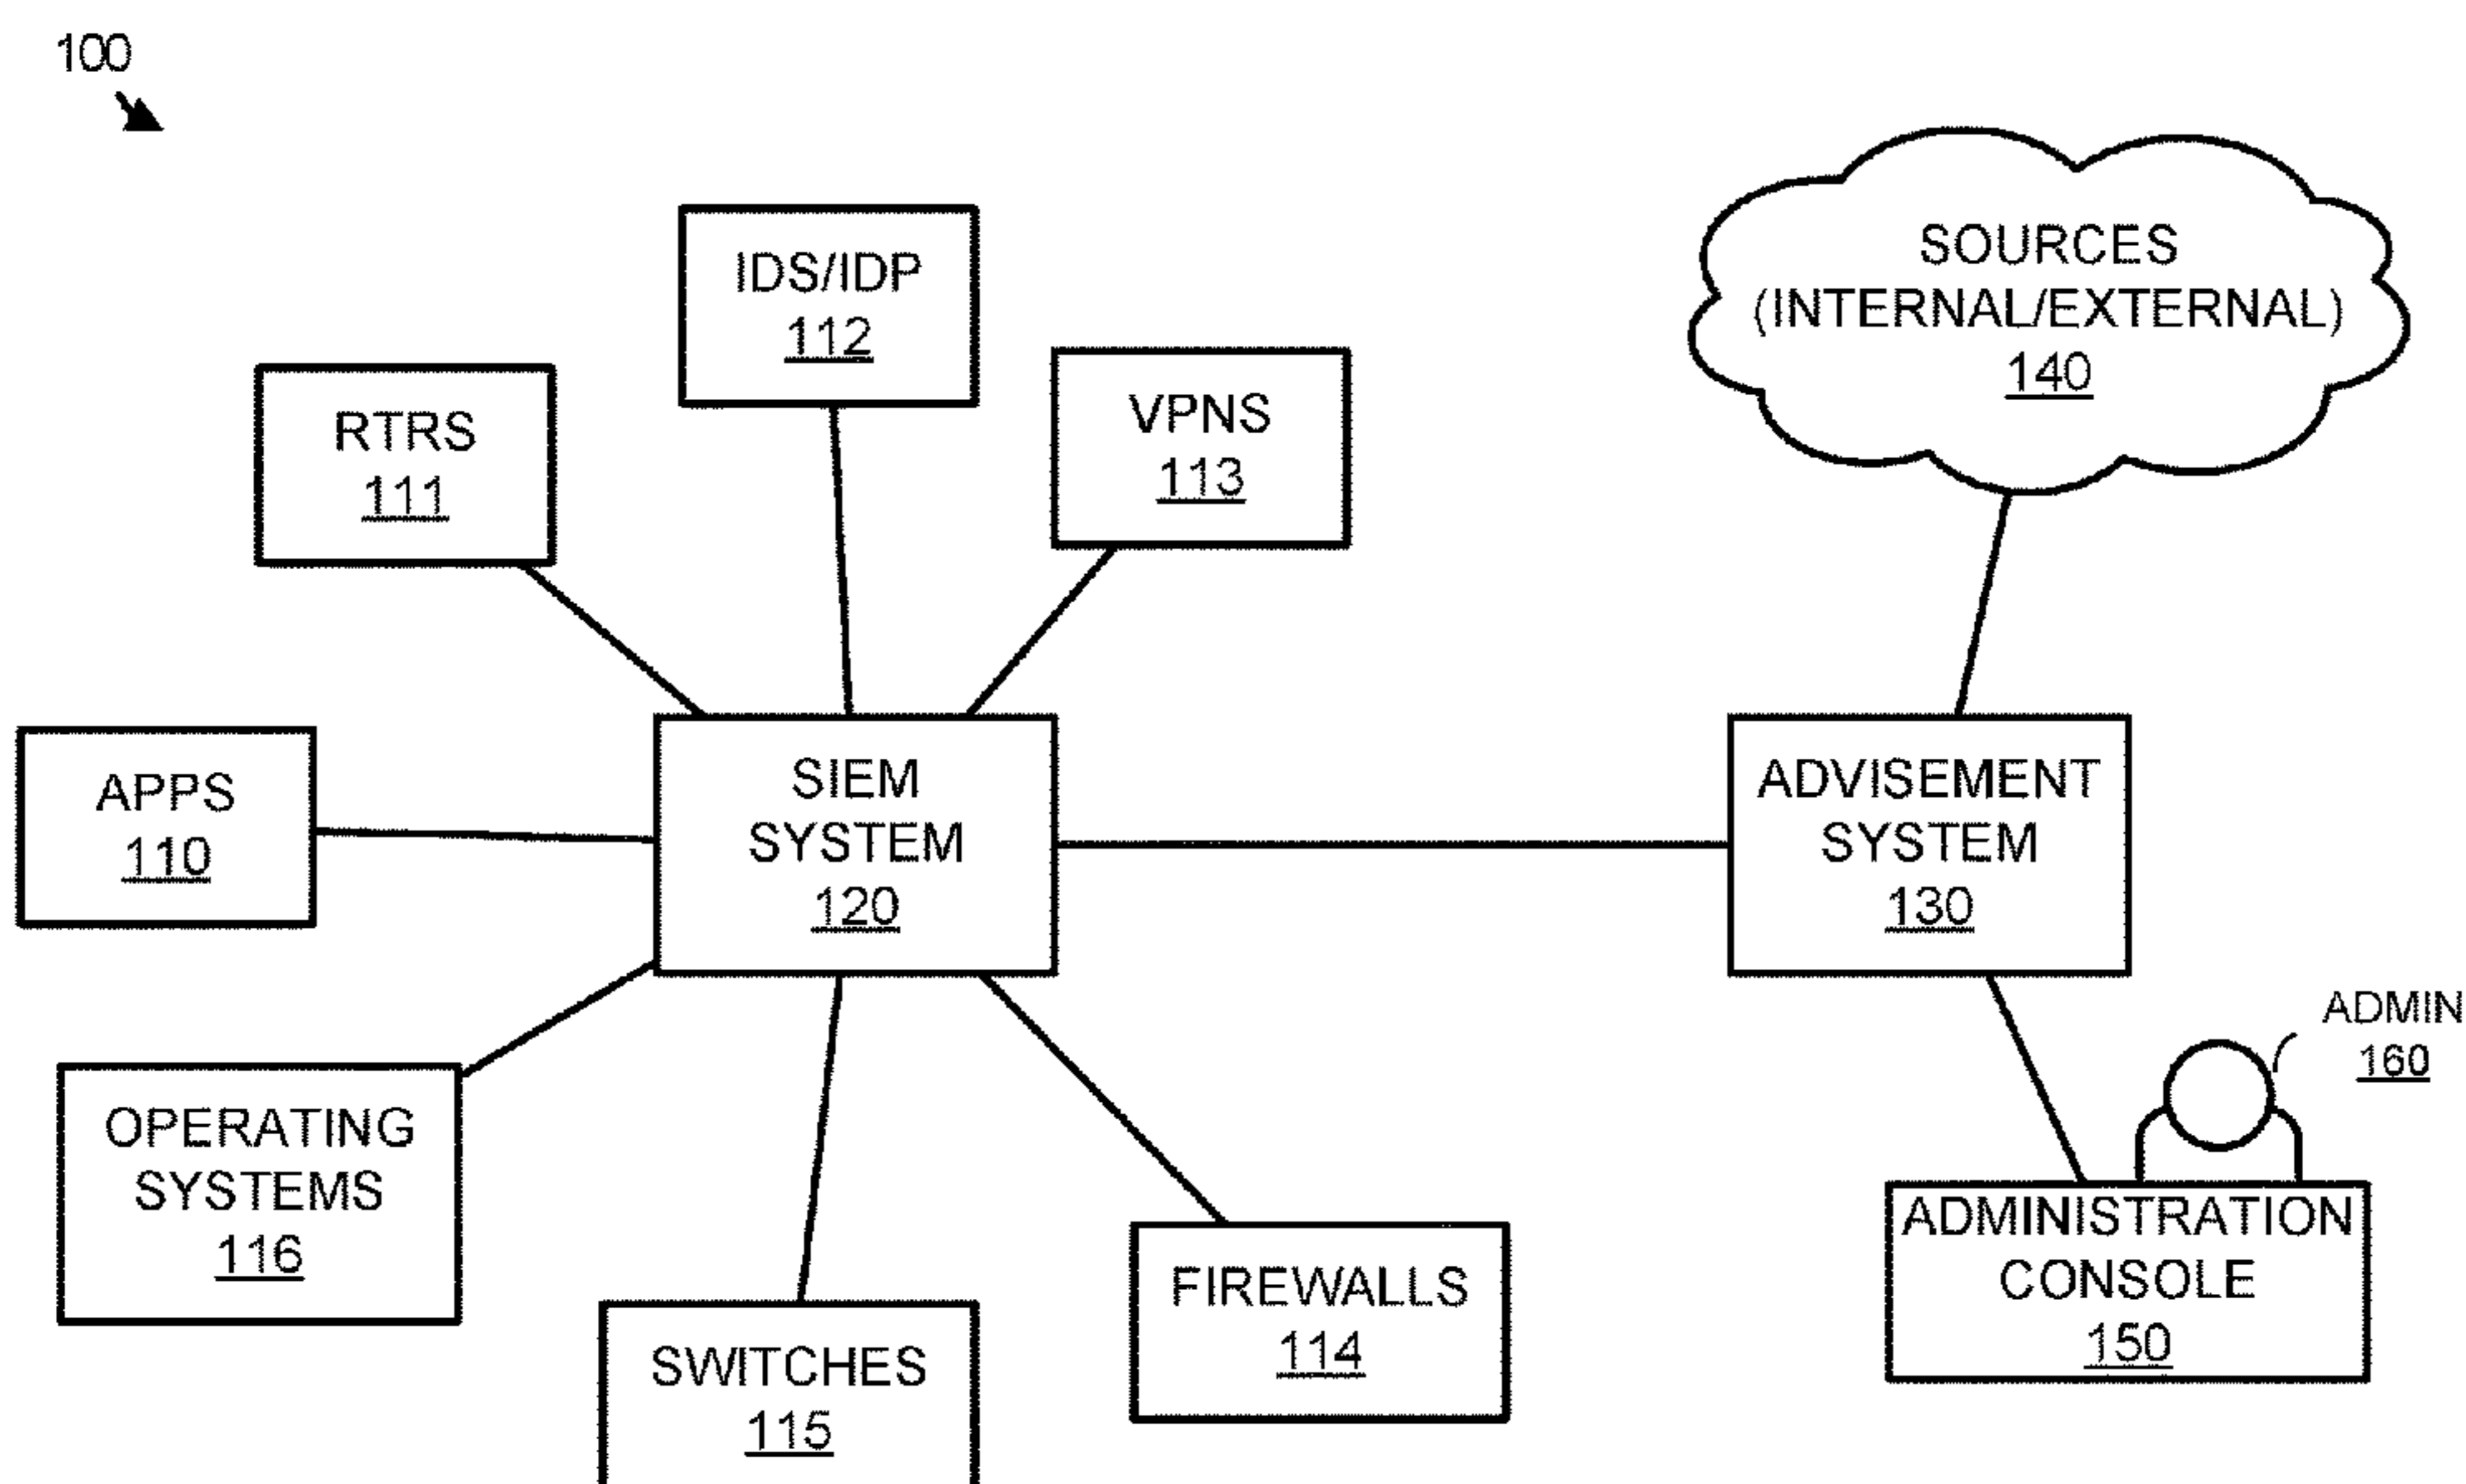 100
IDS/IDP
112
SOURCES
(INTERNAL/EXTERNAL)
140
RTRS
111
VPNS
113
APPS
110
SIEM
SYSTEM
120
ADVISEMENT
SYSTEM
130
ADMIN
160
OPERATING
SYSTEMS
116
SWITCHES
115
FIREWALLS
114
ADMINISTRATION
CONSOLE
150